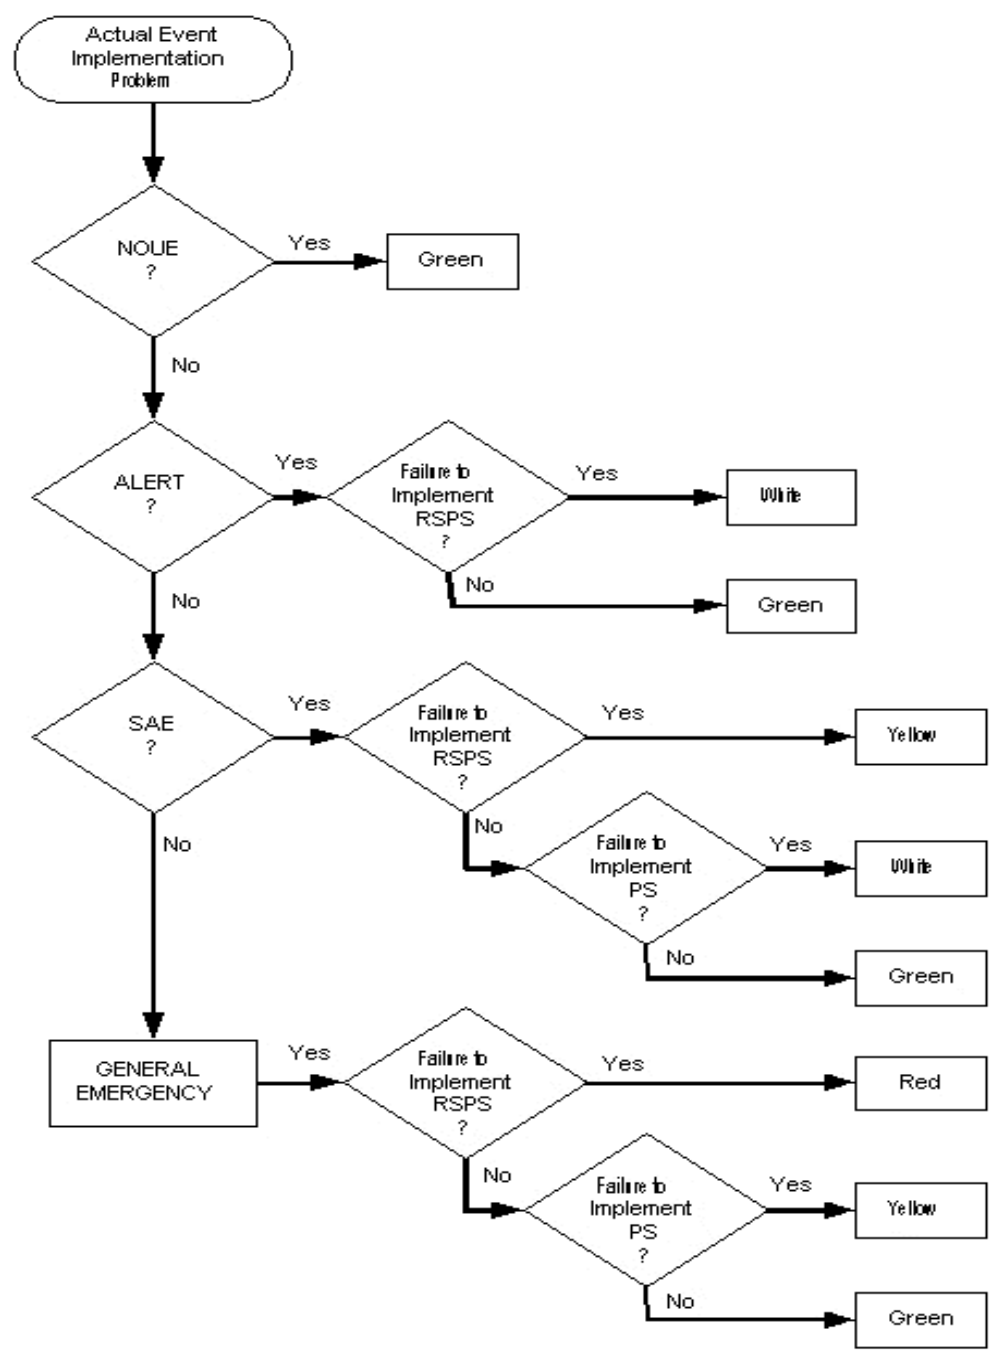 Actual Event
Implementation
Problem
NOUE
?
Yes
Green
No
ALERT
?
Yes
Failure to
Implement
RSPS
?
Yes
White
No
Green
No
SAE
?
Yes
Failure to
Implement
RSPS
?
Yes
Yellow
No
Failure to
Implement
PS
?
Yes
White
No
Green
No
GENERAL
EMERGENCY
Yes
Failure to
Implement
RSPS
?
Yes
Red
No
Failure to
Implement
PS
?
Yes
Yellow
No
Green